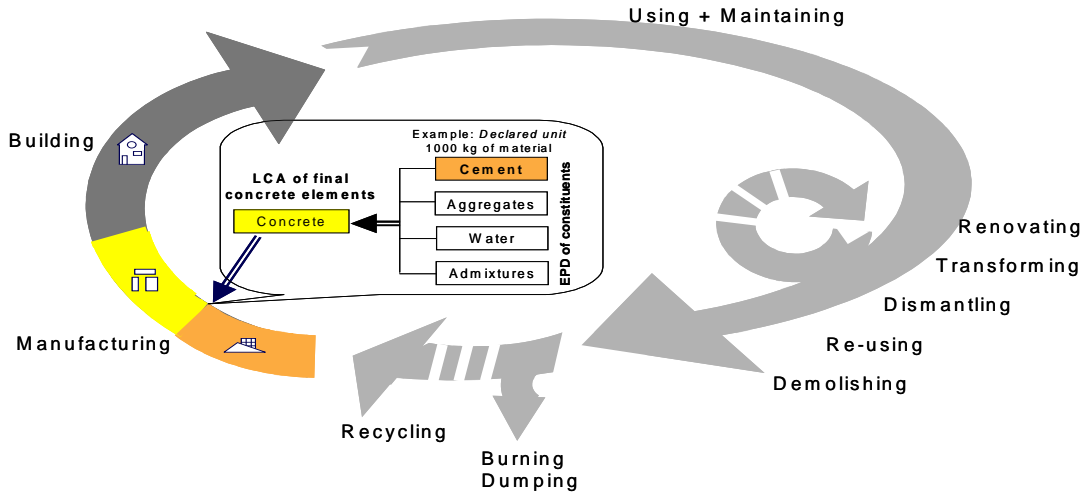 Using + Maintaining
Building
Example: Declared unit
1000 kg of material
Cement
LCA of final
concrete elements
Concrete
Aggregates
Water
Admixtures
EPD of constituents
Renovating
Transforming
Dismantling
Re-using
Demolishing
Manufacturing
Recycling
Burning
Dumping